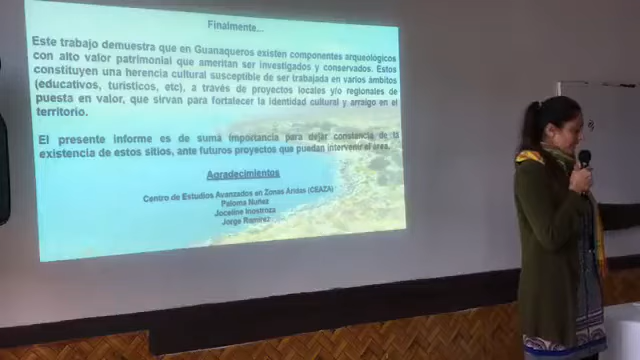 Finalmente...
Este trabajo demuestra que en Guanaqueros existen componentes arqueológicos
con alto valor patrimonial que ameritan ser investigados y conservados. Estos
constituyen una herencia cultural susceptible de ser trabajada en varios ámbitos
(educativos, turísticos, etc), a través de proyectos locales y/o regionales de
puesta en valor, que sirvan para fortalecer la identidad cultural y arraigo en el
territorio.
El presente informe es de suma importancia para dejar constancia de la
existencia de estos sitios, ante futuros proyectos que puedan intervenir el área.
Agradecimientos
Centro de Estudios Avanzados en Zonas Áridas (CEAZA)
Paloma Nuñez
Joceline Inostroza
Jorge Ramirez